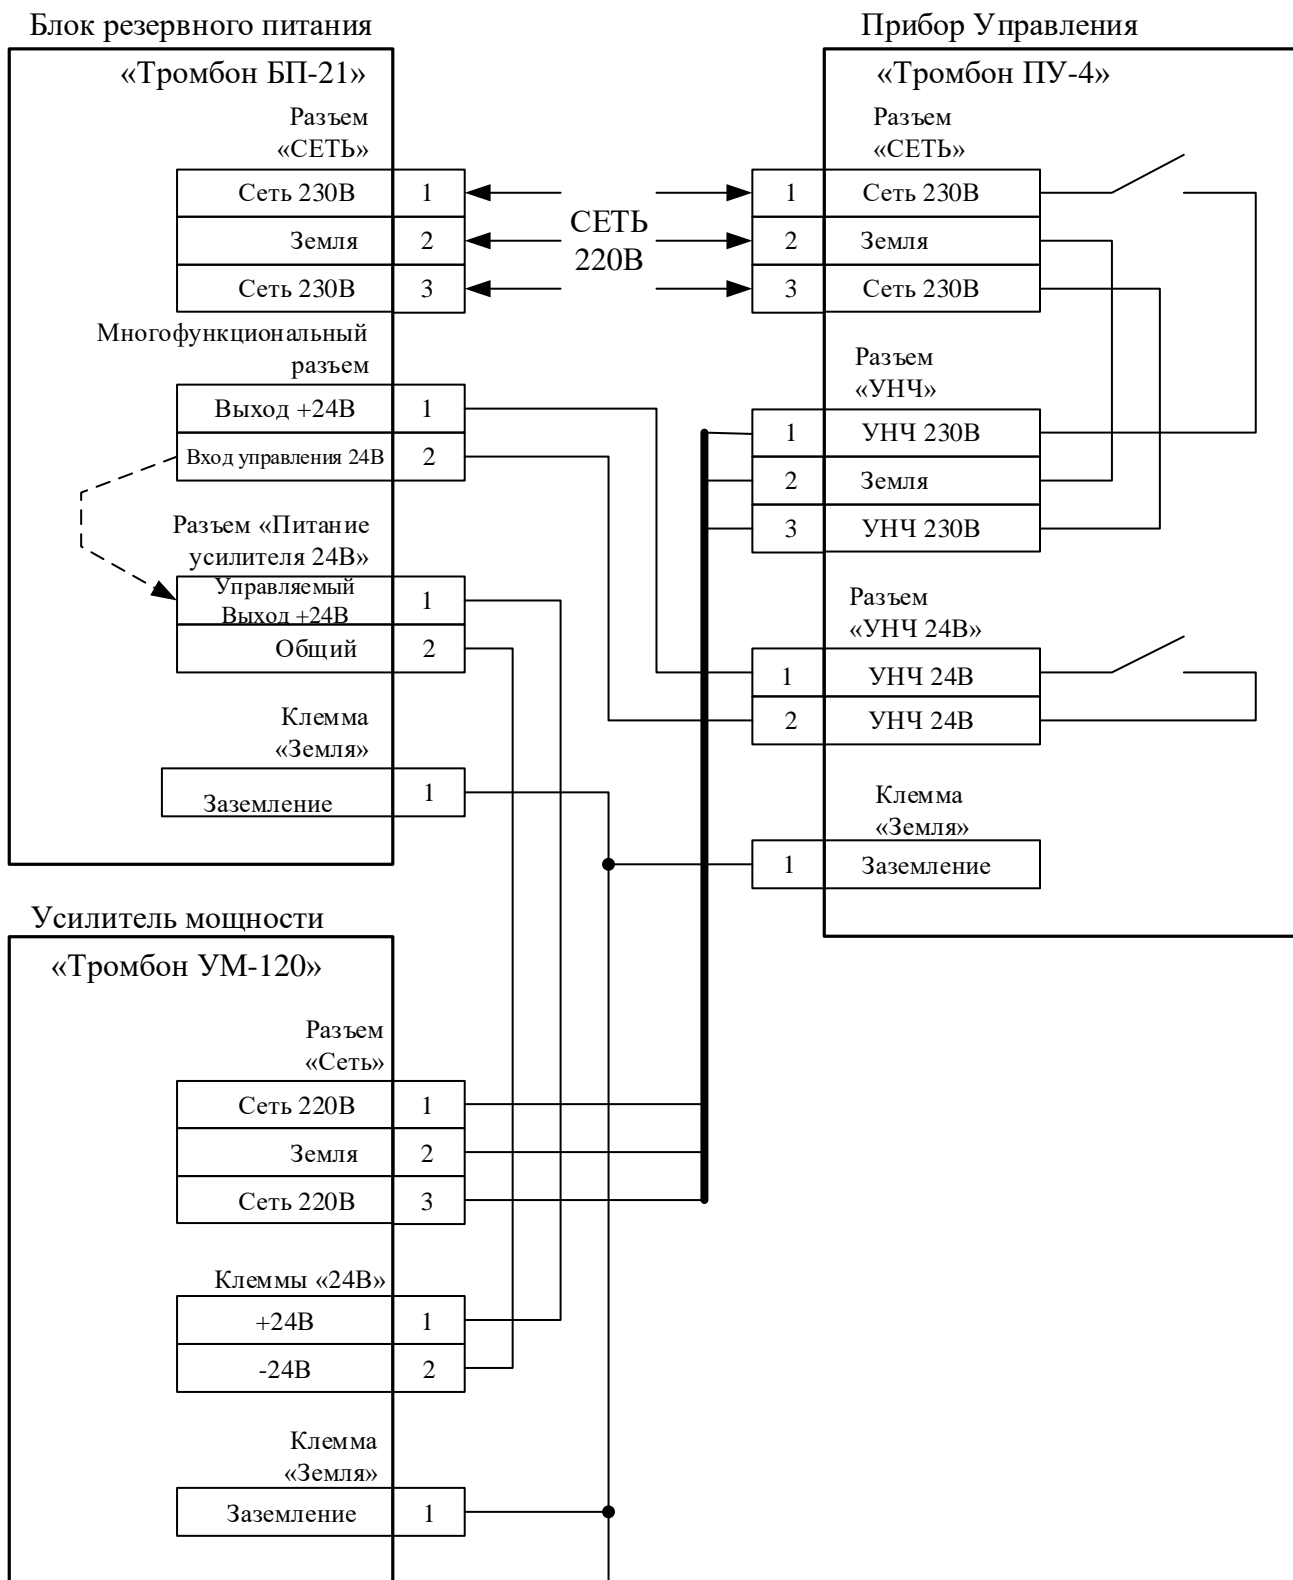 Блок резервного питания
«Тромбон БП-21»
Разъем
«СЕТЬ»
Сеть 230В 1
Земля 2
Сеть 230В 3
Многофункциональный
разъем
Выход +24В 1
Вход управления 24В 2
Разъем «Питание
усилителя 24В»
Управляемый
Выход +24В 1
Общий 2
Клемма
«Земля»
Заземление 1
СЕТЬ
220В
Прибор Управления
«Тромбон ПУ-4»
Разъем
«СЕТЬ»
1 Сеть 230В
2 Земля
3 Сеть 230В
Разъем
«УНЧ»
1 УНЧ 230В
2 Земля
3 УНЧ 230В
Разъем
«УНЧ 24В»
1 УНЧ 24В
2 УНЧ 24В
Клемма
«Земля»
1 Заземление
Усилитель мощности
«Тромбон УМ-120»
Разъем
«Сеть»
Сеть 220В 1
Земля 2
Сеть 220В 3
Клеммы «24В»
+24В 1
-24В 2
Клемма
«Земля»
Заземление 1